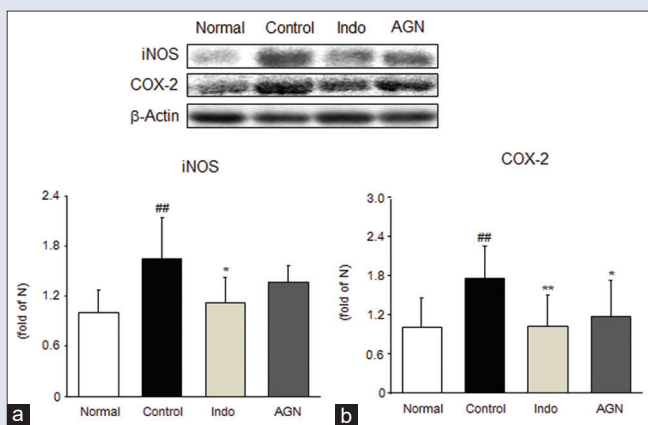 Normal Control Indo AGN
iNOS
COX-2
β-Actin
iNOS
2.4
1.8
1.2
0.6
0
(fold of N)
##
*
Normal Control Indo AGN
a
COX-2
3.0
2.4
1.8
1.2
0.6
0
(fold of N)
##
**
*
Normal Control Indo AGN
b